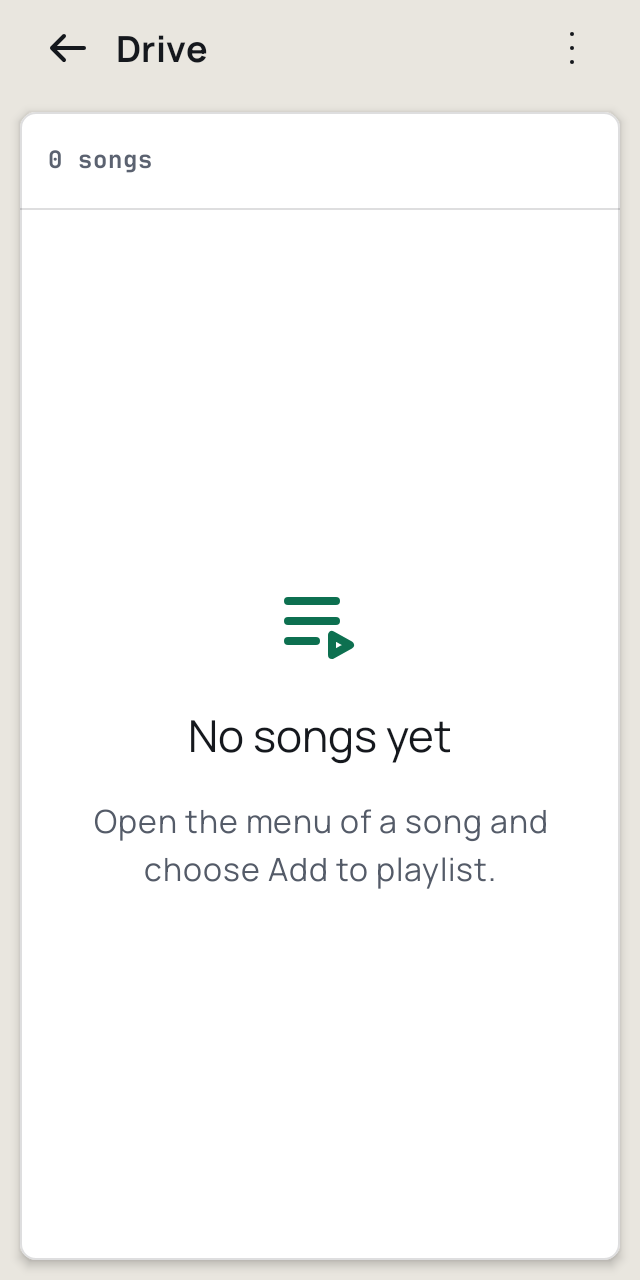 Drive
0 songs
No songs yet
Open the menu of a song and
choose Add to playlist.